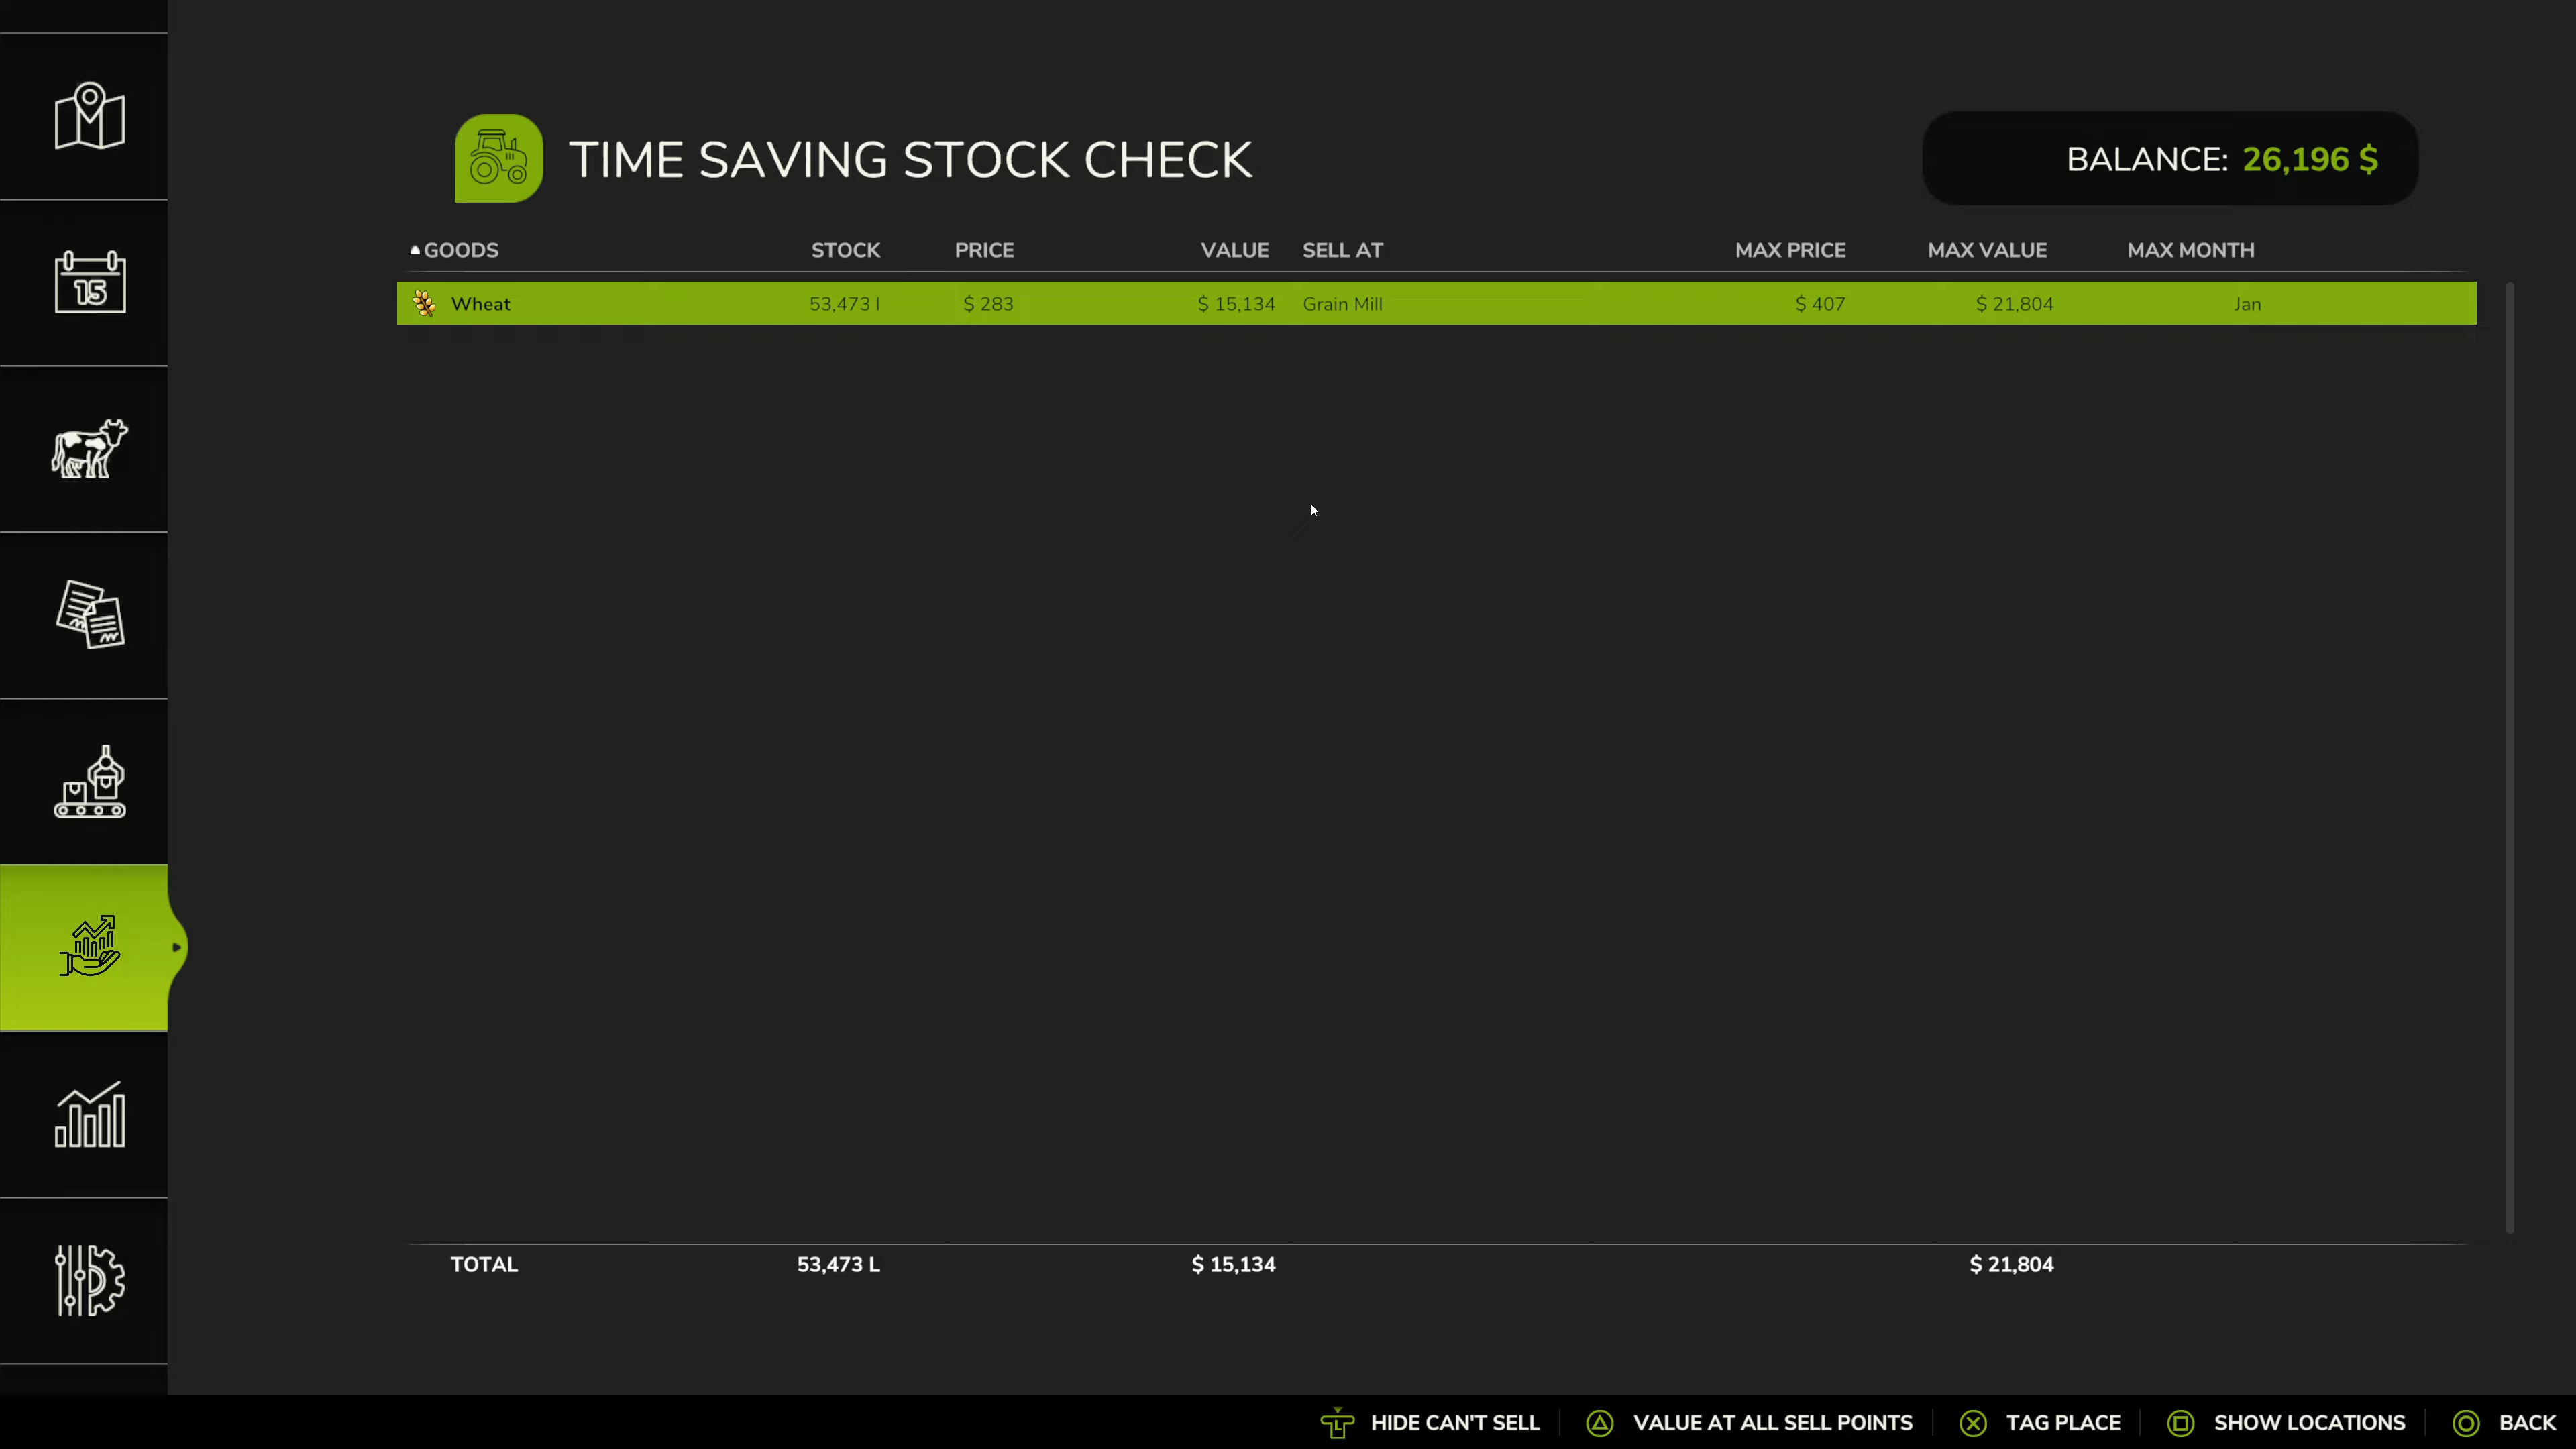 TIME SAVING STOCK CHECK
BALANCE: 26,196 $
GOODS STOCK PRICE VALUE SELL AT MAX PRICE MAX VALUE MAX MONTH
Wheat 53,473 l $ 283 $ 15,134 Grain Mill $ 407 $ 21,804 Jan
15
TOTAL 53,473 L $ 15,134 $ 21,804
L HIDE CAN'T SELL VALUE AT ALL SELL POINTS TAG PLACE SHOW LOCATIONS BACK